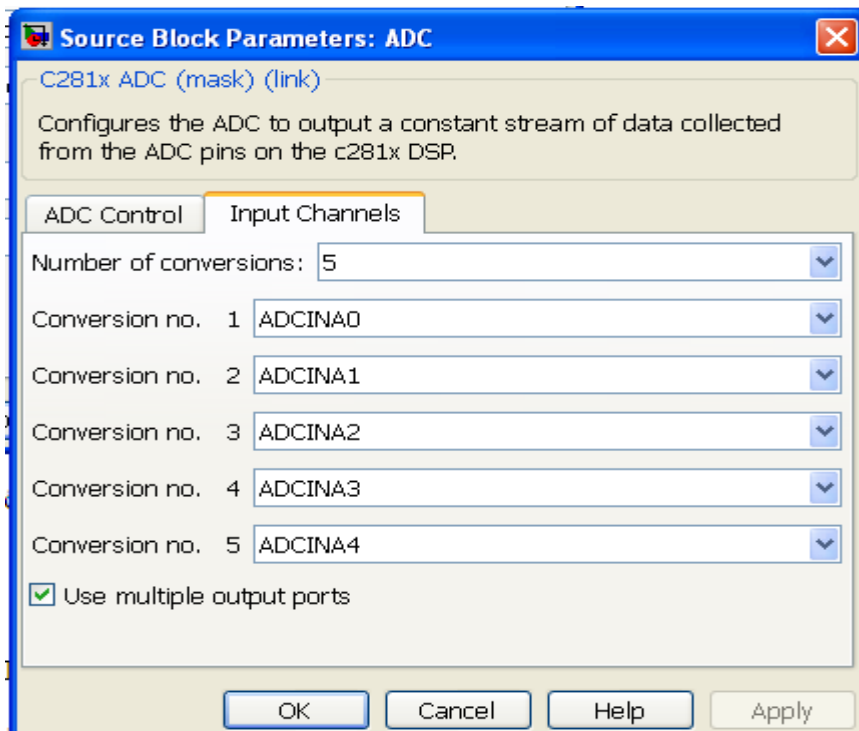 Source Block Parameters: ADC
C281x ADC (mask) (link)
Configures the ADC to output a constant stream of data collected
from the ADC pins on the c281x DSP.
ADC Control Input Channels
Number of conversions: 5
Conversion no. 1 ADCINA0
Conversion no. 2 ADCINA1
Conversion no. 3 ADCINA2
Conversion no. 4 ADCINA3
Conversion no. 5 ADCINA4
Use multiple output ports
OK Cancel Help Apply